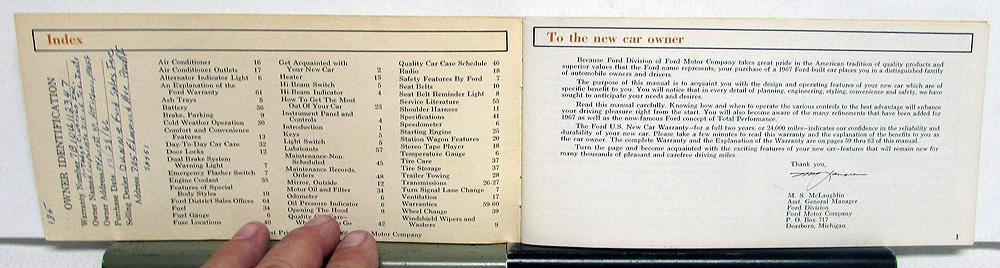 Index
OWNER IDENTIFICATION
Air Conditioner 16
Air Conditioner Outlets 17
Alternator Indicator Light 6
An Explanation of the
Ford Warranty 61
Ash Trays 5
Battery 36
Brake, Parking 9
Cold Weather Operation 30
Comfort and Convenience
Features 13
Day-To-Day Car Care 32
Door Locks 12
Dual Brake System
Warning Light 7
Emergency Flasher Switch 7
Engine Coolant 35
Features of Special
Body Styles 19
Ford District Sales Offices 64
Fuel 34
Fuel Gauge 6
Fuse Locations 40
Get Acquainted with
Your New Car 2
Heater 15
Hi-Beam Switch 5
Hi-Beam Indicator 4
How To Get The Most
Out Of Your Car 23
Instrument Panel and
Controls 4
Introduction 1
Keys 2
Light Switch 5
Lubricants 57
Maintenance-Non-
Scheduled 45
Maintenance Records,
Orders 48
Mirror, Outside 12
Motor Oil and Filter 34
Odometer 6
Oil Pressure Indicator 6
Opening The Hood 9
Quality
Go 42
Quality Car Care Schedule 46
Radio 18
Safety Features By Ford 7
Seat Belts 10
Seat Belt Reminder Light 8
Service Literature 55
Shoulder Harness 11
Specifications 41
Speedometer 6
Starting Engine 25
Station Wagon Features 20
Stereo Tape Player 18
Temperature Gauge 6
Tire Care 37
Tire Storage 37
Trailer Towing 28
Transmissions 26-27
Turn Signal Lane Change 7
Ventilation 17
Warranties 59-60
Wheel Change 39
Windshield Wipers and
Washers 9
Motor Company
To the new car owner
Because Ford Division of Ford Motor Company takes great pride in the American tradition of quality products and
superior values that the Ford name represents, your purchase of a 1967 Ford-built car places you in a distinguished family
of automobile owners and drivers.
The purpose of this manual is to acquaint you with the design and operating features of your new car which are of
specific benefit to you. You will notice that in every detail of planning, engineering, styling, convenience and safety, we have
sought to anticipate your needs and desires.
Read this manual carefully. Knowing how and when to operate the various controls to the best advantage will enhance
your driving pleasure right from the start. You will also become aware of the many refinements that have been added for
1967 as well as the now-famous Ford concept of Total Performance.
The Ford U.S. New Car Warranty-for a full two years, or 24,000 miles-indicates our confidence in the reliability and
durability of your new car. Please take a few minutes to read this warranty and the explanation of the benefits to you as
the car owner. The complete Warranty and the Explanation of the Warranty are on pages 59 thru 63 of this manual.
Turn the page and become acquainted with the exciting features of your new car-features that will renew new for
many thousands of pleasant and carefree driving miles.
Thank you,
M. S. McLaughlin
Asst. General Manager
Ford Division
Ford Motor Company
P. O. Box 717
Dearborn, Michigan
1